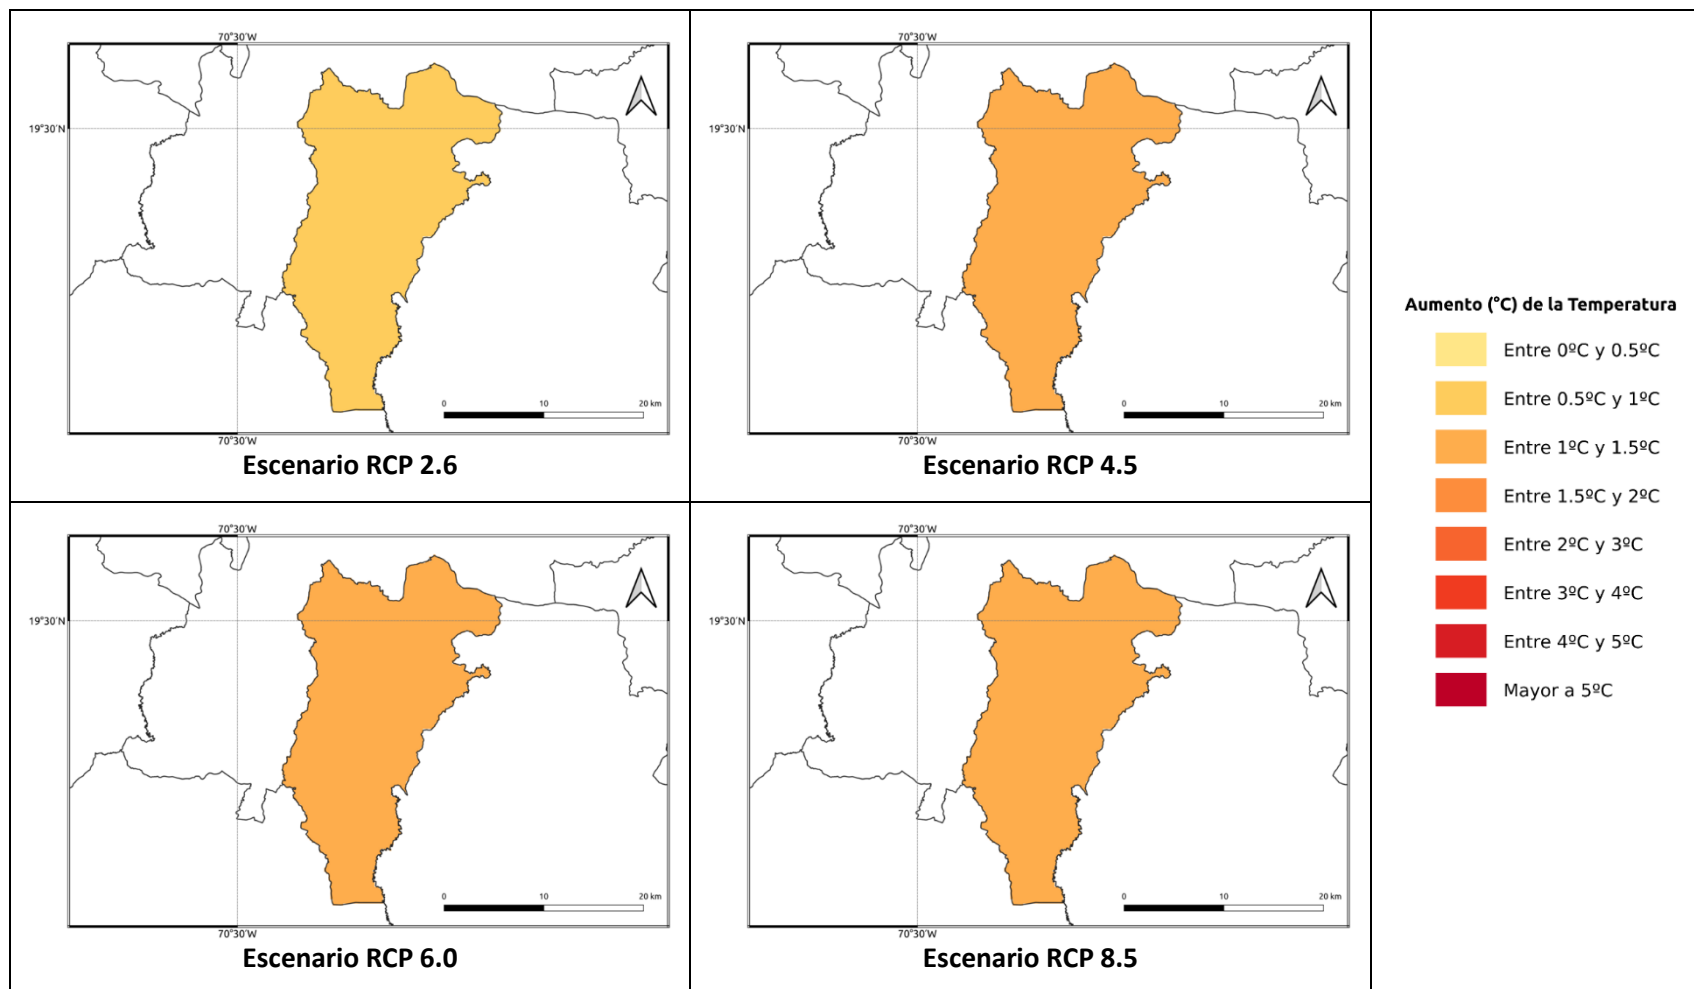 70°30'W
19°30'N
0 10 20 km
70°30'W
Escenario RCP 2.6
70°30'W
19°30'N
0 10 20 km
70°30'W
Escenario RCP 4.5
70°30'W
19°30'N
0 10 20 km
70°30'W
Escenario RCP 6.0
70°30'W
19°30'N
0 10 20 km
70°30'W
Escenario RCP 8.5
Aumento (°C) de la Temperatura
Entre 0ºC y 0.5ºC
Entre 0.5ºC y 1ºC
Entre 1ºC y 1.5ºC
Entre 1.5ºC y 2ºC
Entre 2ºC y 3ºC
Entre 3ºC y 4ºC
Entre 4ºC y 5ºC
Mayor a 5ºC